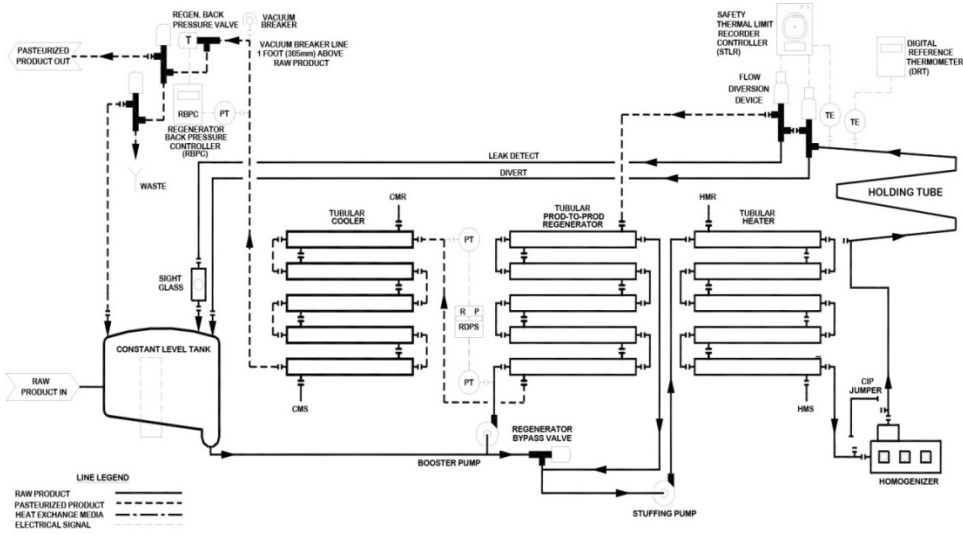 REGEN. BACK
PRESSURE VALVE
VACUUM
BREAKER
SAFETY
THERMAL LIMIT
RECORDER
CONTROLLER
(STLR)
PASTEURIZED
PRODUCT OUT
T
VACUUM BREAKER LINE
1 FOOT (305mm) ABOVE
RAW PRODUCT
DIGITAL
REFERENCE
THERMOMETER
(DRT)
FLOW
DIVERSION
DEVICE
RBPC
PT
TE
TE
REGENERATOR
BACK PRESSURE
CONTROLLER
(RBPC)
LEAK DETECT
WASTE
DIVERT
HOLDING TUBE
CMR
HMR
TUBULAR
COOLER
TUBULAR
PROD-TO-PROD
REGENERATOR
TUBULAR
HEATER
PT
SIGHT
GLASS
R P
RDPS
CONSTANT LEVEL TANK
PT
RAW
PRODUCT IN
CMS
HMS
CIP
JUMPER
REGENERATOR
BYPASS VALVE
BOOSTER PUMP
HOMOGENIZER
STUFFING PUMP
LINE LEGEND
RAW PRODUCT
PASTEURIZED PRODUCT
HEAT EXCHANGE MEDIA
ELECTRICAL SIGNAL